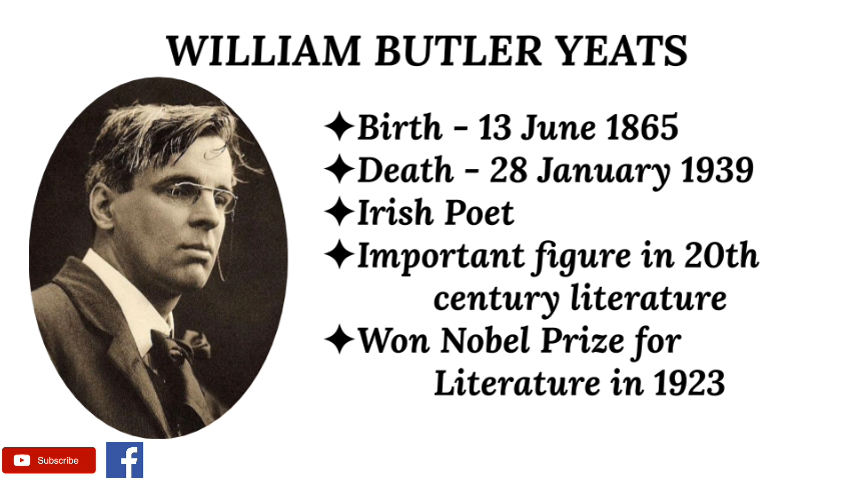 WILLIAM BUTLER YEATS
✦Birth - 13 June 1865
✦Death - 28 January 1939
✦Irish Poet
✦Important figure in 20th
century literature
✦Won Nobel Prize for
Literature in 1923
Subscribe
f